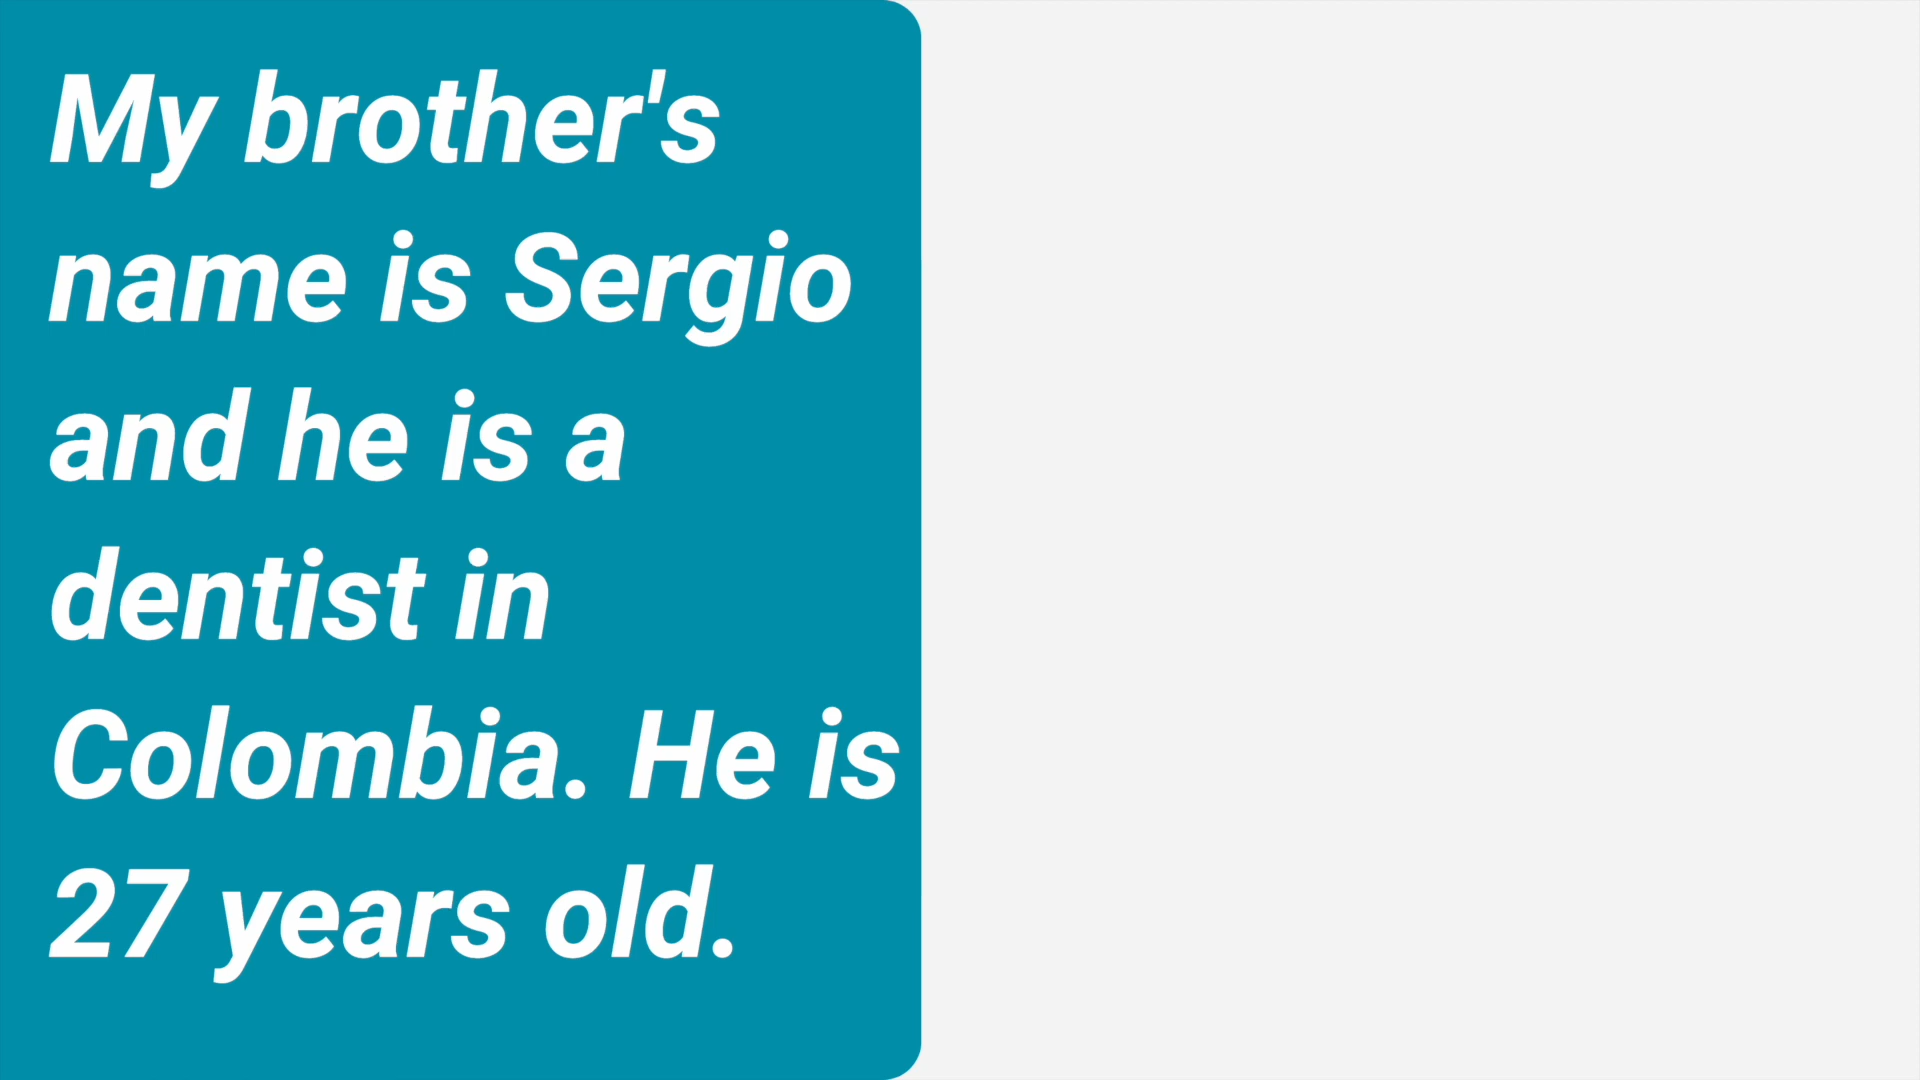 My brother's
name is Sergio
and he is a
dentist in
Colombia. He is
27 years old.